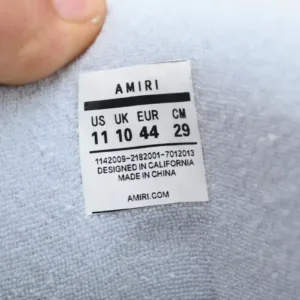 AMIRI
US UK EUR CM
11 10 44 29
1142009-2182001-7012013
DESIGNED IN CALIFORNIA
MADE IN CHINA
AMIRI.COM